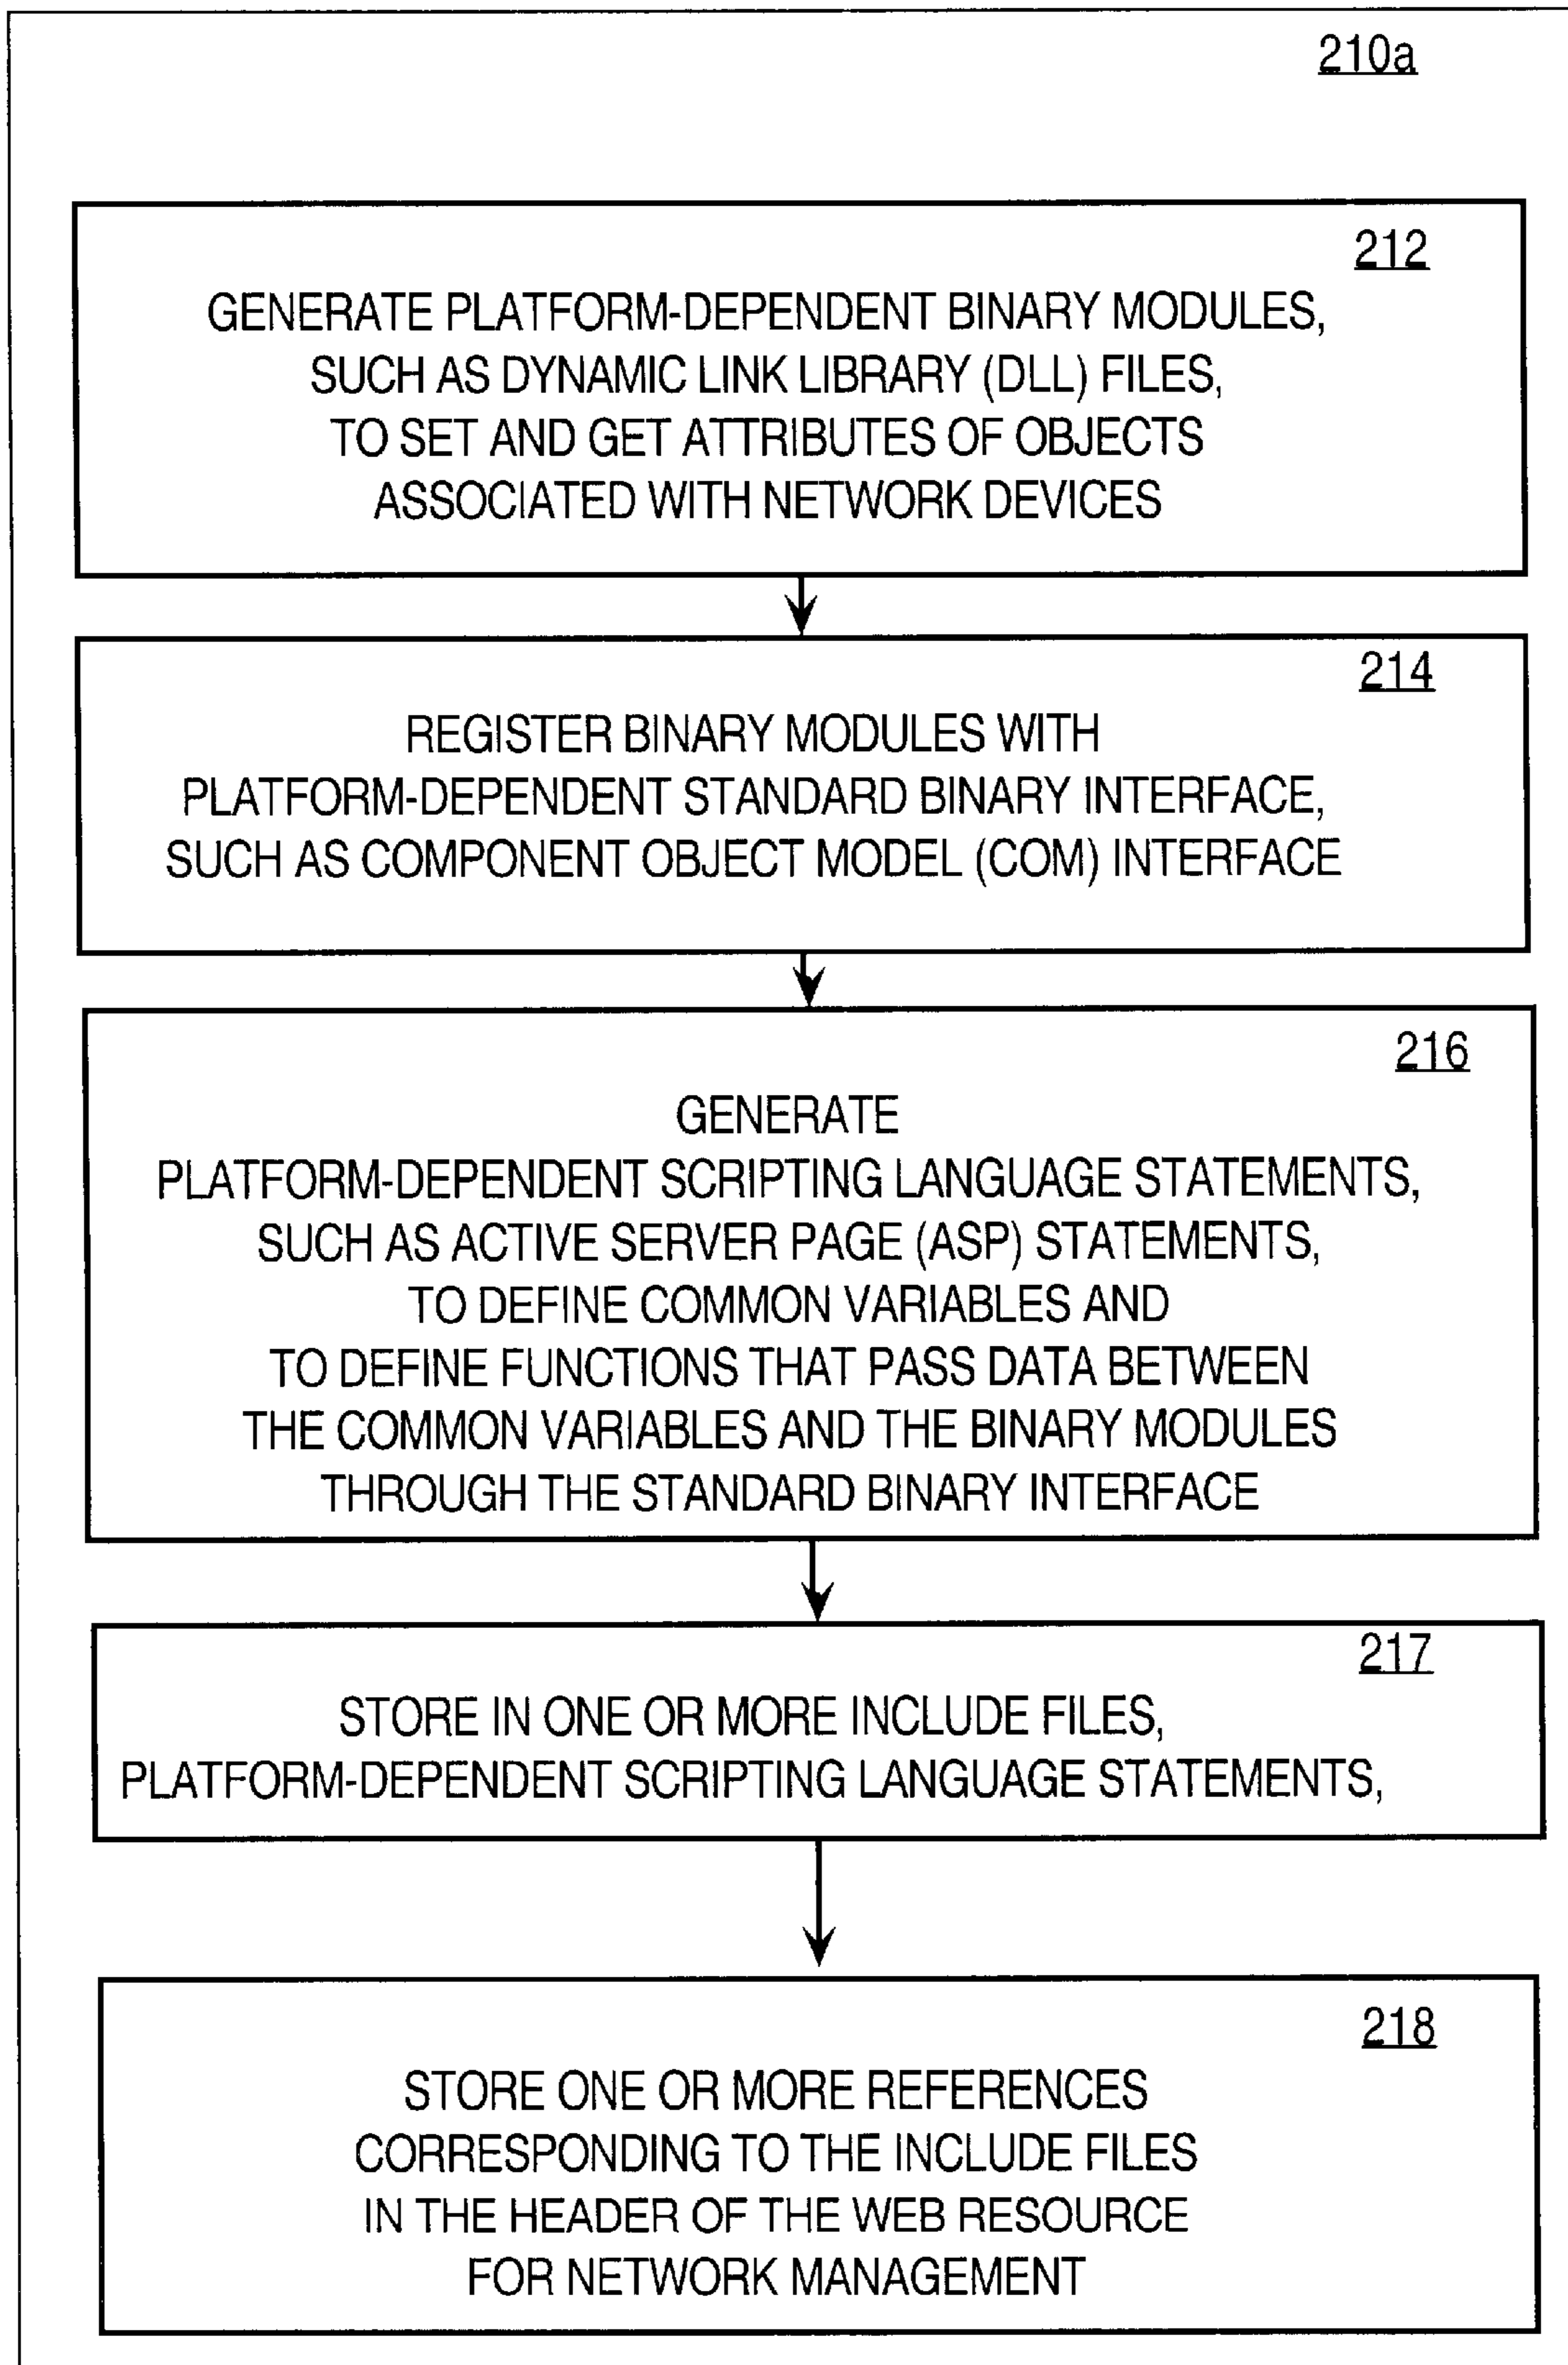 210a
212
GENERATE PLATFORM-DEPENDENT BINARY MODULES,
SUCH AS DYNAMIC LINK LIBRARY (DLL) FILES,
TO SET AND GET ATTRIBUTES OF OBJECTS
ASSOCIATED WITH NETWORK DEVICES
214
REGISTER BINARY MODULES WITH
PLATFORM-DEPENDENT STANDARD BINARY INTERFACE,
SUCH AS COMPONENT OBJECT MODEL (COM) INTERFACE
216
GENERATE
PLATFORM-DEPENDENT SCRIPTING LANGUAGE STATEMENTS,
SUCH AS ACTIVE SERVER PAGE (ASP) STATEMENTS,
TO DEFINE COMMON VARIABLES AND
TO DEFINE FUNCTIONS THAT PASS DATA BETWEEN
THE COMMON VARIABLES AND THE BINARY MODULES
THROUGH THE STANDARD BINARY INTERFACE
217
STORE IN ONE OR MORE INCLUDE FILES,
PLATFORM-DEPENDENT SCRIPTING LANGUAGE STATEMENTS,
218
STORE ONE OR MORE REFERENCES
CORRESPONDING TO THE INCLUDE FILES
IN THE HEADER OF THE WEB RESOURCE
FOR NETWORK MANAGEMENT